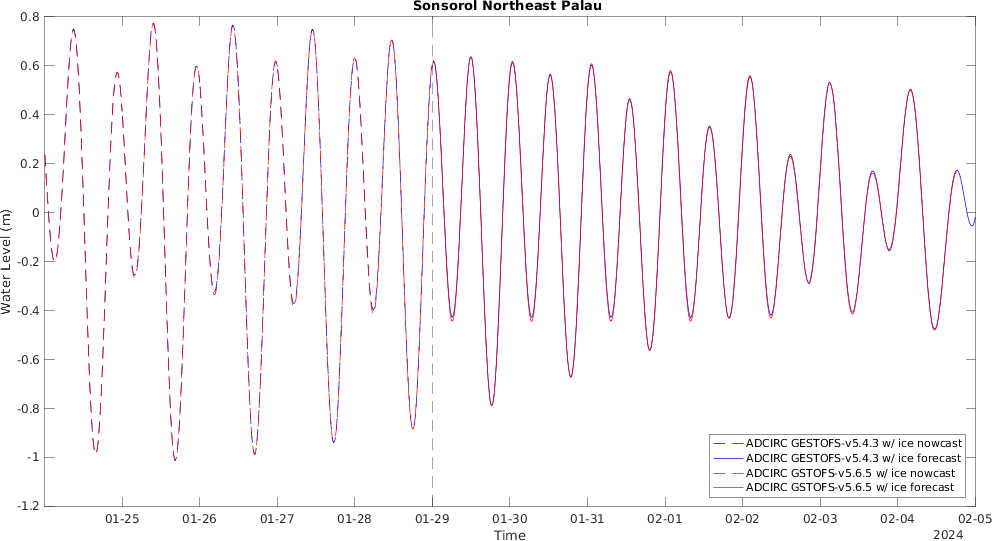 Sonsorol Northeast Palau
0.8
0.6
0.4
0.2
0
-0.2
-0.4
-0.6
-0.8
-1
-1.2
Water Level (m)
ADCIRC GESTOFS-v5.4.3 w/ ice nowcast
ADCIRC GESTOFS-v5.4.3 w/ ice forecast
ADCIRC GSTOFS-v5.6.5 w/ ice nowcast
ADCIRC GSTOFS-v5.6.5 w/ ice forecast
01-25 01-26 01-27 01-28 01-29 01-30 01-31 02-01 02-02 02-03 02-04 02-05
Time
2024